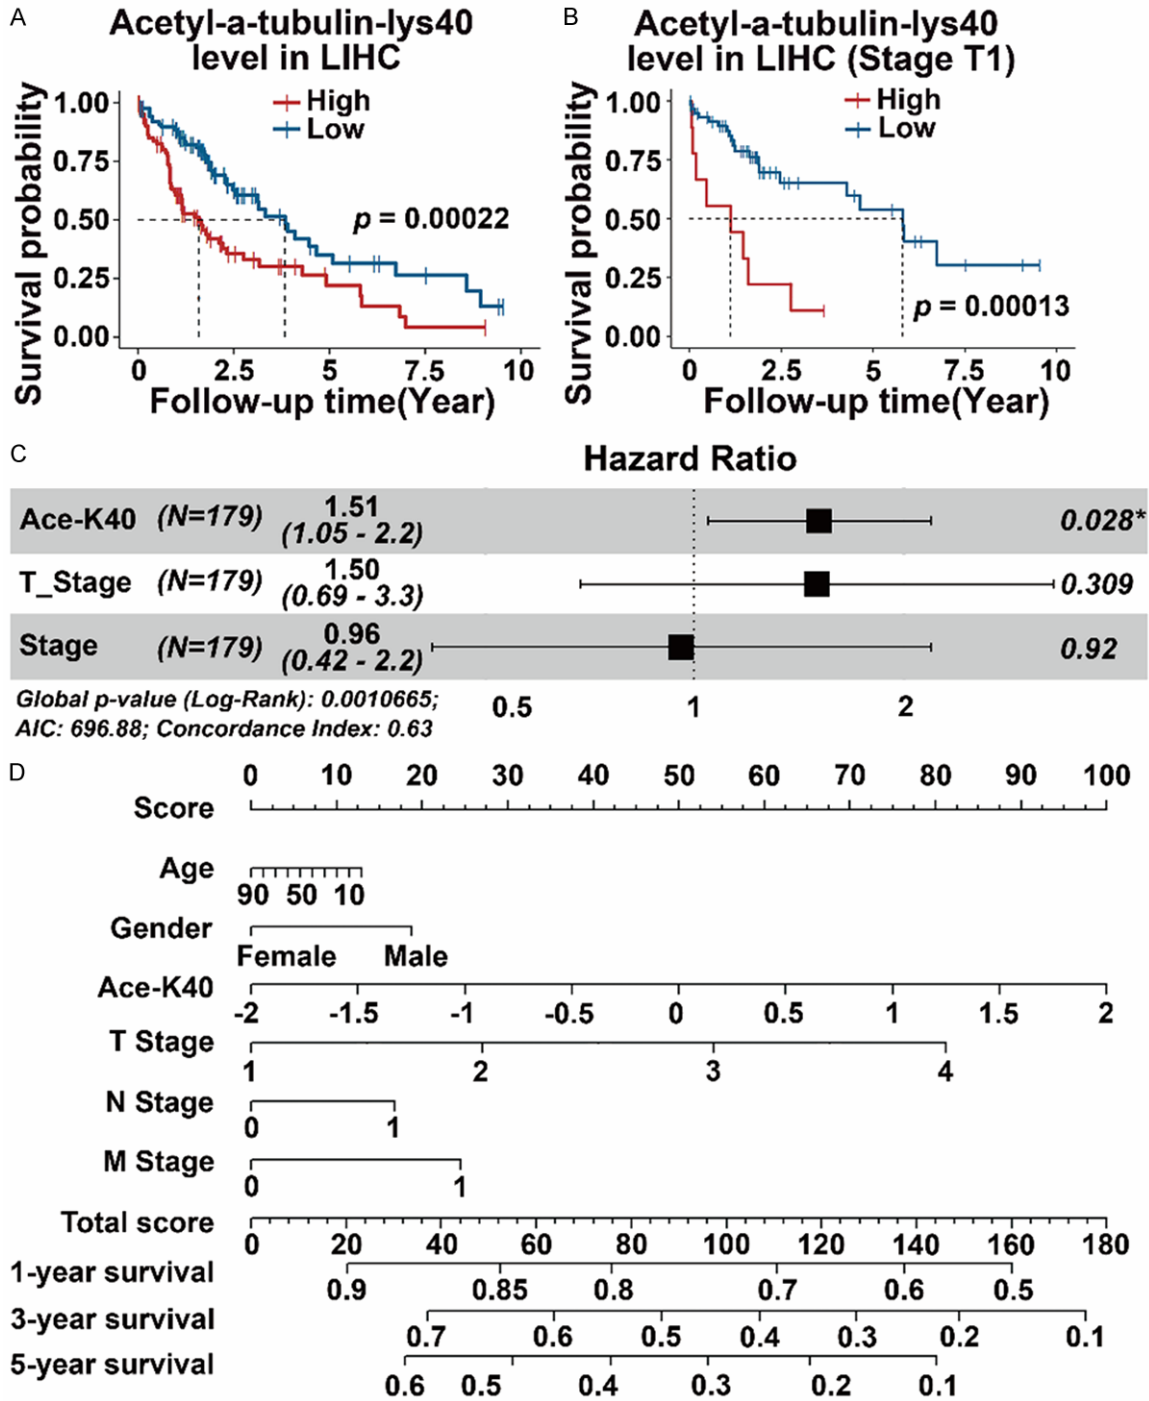 A
Acetyl-a-tubulin-lys40
level in LIHC
High
Low
p = 0.00022
Survival probability
1.00
0.75
0.50
0.25
0.00
0 2.5 5 7.5 10
Follow-up time(Year)
B
Acetyl-a-tubulin-lys40
level in LIHC (Stage T1)
High
Low
p = 0.00013
Survival probability
1.00
0.75
0.50
0.25
0.00
0 2.5 5 7.5 10
Follow-up time(Year)
C
Hazard Ratio
Ace-K40 (N=179) 1.51 0.028*
(1.05 - 2.2)
T_Stage (N=179) 1.50 0.309
(0.69 - 3.3)
Stage (N=179) 0.96 0.92
(0.42 - 2.2)
Global p-value (Log-Rank): 0.0010665;
AIC: 696.88; Concordance Index: 0.63
0.5 1 2
D
0 10 20 30 40 50 60 70 80 90 100
Score
Age
90 50 10
Gender
Female Male
Ace-K40
-2 -1.5 -1 -0.5 0 0.5 1 1.5 2
T Stage
1 2 3 4
N Stage
0 1
M Stage
0 1
Total score
0 20 40 60 80 100 120 140 160 180
1-year survival
0.9 0.85 0.8 0.7 0.6 0.5
3-year survival
0.7 0.6 0.5 0.4 0.3 0.2 0.1
5-year survival
0.6 0.5 0.4 0.3 0.2 0.1